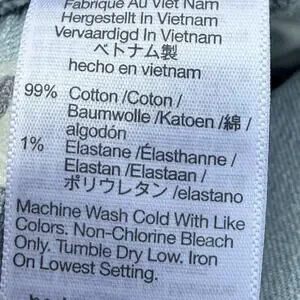 Fabriqué Au Viet Nam
Hergestellt In Vietnam
Vervaardigd In Vietnam
ベトナム製
hecho en vietnam
99% Cotton /Coton /
Baumwolle /Katoen /綿 /
algodón
1% Elastane /Élasthanne /
Elastan /Elastaan /
ポリウレタン /elastano
Machine Wash Cold With Like
Colors. Non-Chlorine Bleach
Only. Tumble Dry Low. Iron
On Lowest Setting.